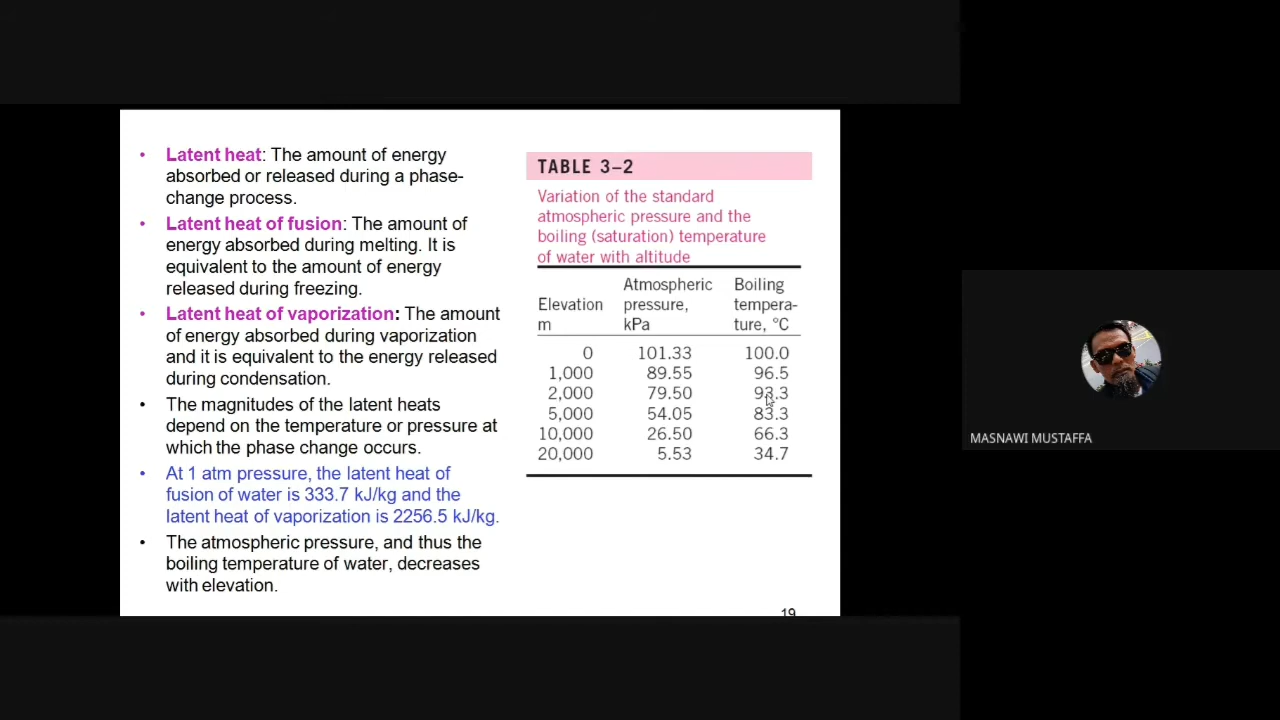 • Latent heat: The amount of energy
absorbed or released during a phase-
change process.
• Latent heat of fusion: The amount of
energy absorbed during melting. It is
equivalent to the amount of energy
released during freezing.
• Latent heat of vaporization: The amount
of energy absorbed during vaporization
and it is equivalent to the energy released
during condensation.
• The magnitudes of the latent heats
depend on the temperature or pressure at
which the phase change occurs.
• At 1 atm pressure, the latent heat of
fusion of water is 333.7 kJ/kg and the
latent heat of vaporization is 2256.5 kJ/kg.
• The atmospheric pressure, and thus the
boiling temperature of water, decreases
with elevation.
TABLE 3–2
Variation of the standard
atmospheric pressure and the
boiling (saturation) temperature
of water with altitude
Atmospheric Boiling
Elevation pressure, tempera-
m kPa ture, °C
0 101.33 100.0
1,000 89.55 96.5
2,000 79.50 93.3
5,000 54.05 83.3
10,000 26.50 66.3
20,000 5.53 34.7
19
MASNAWI MUSTAFFA